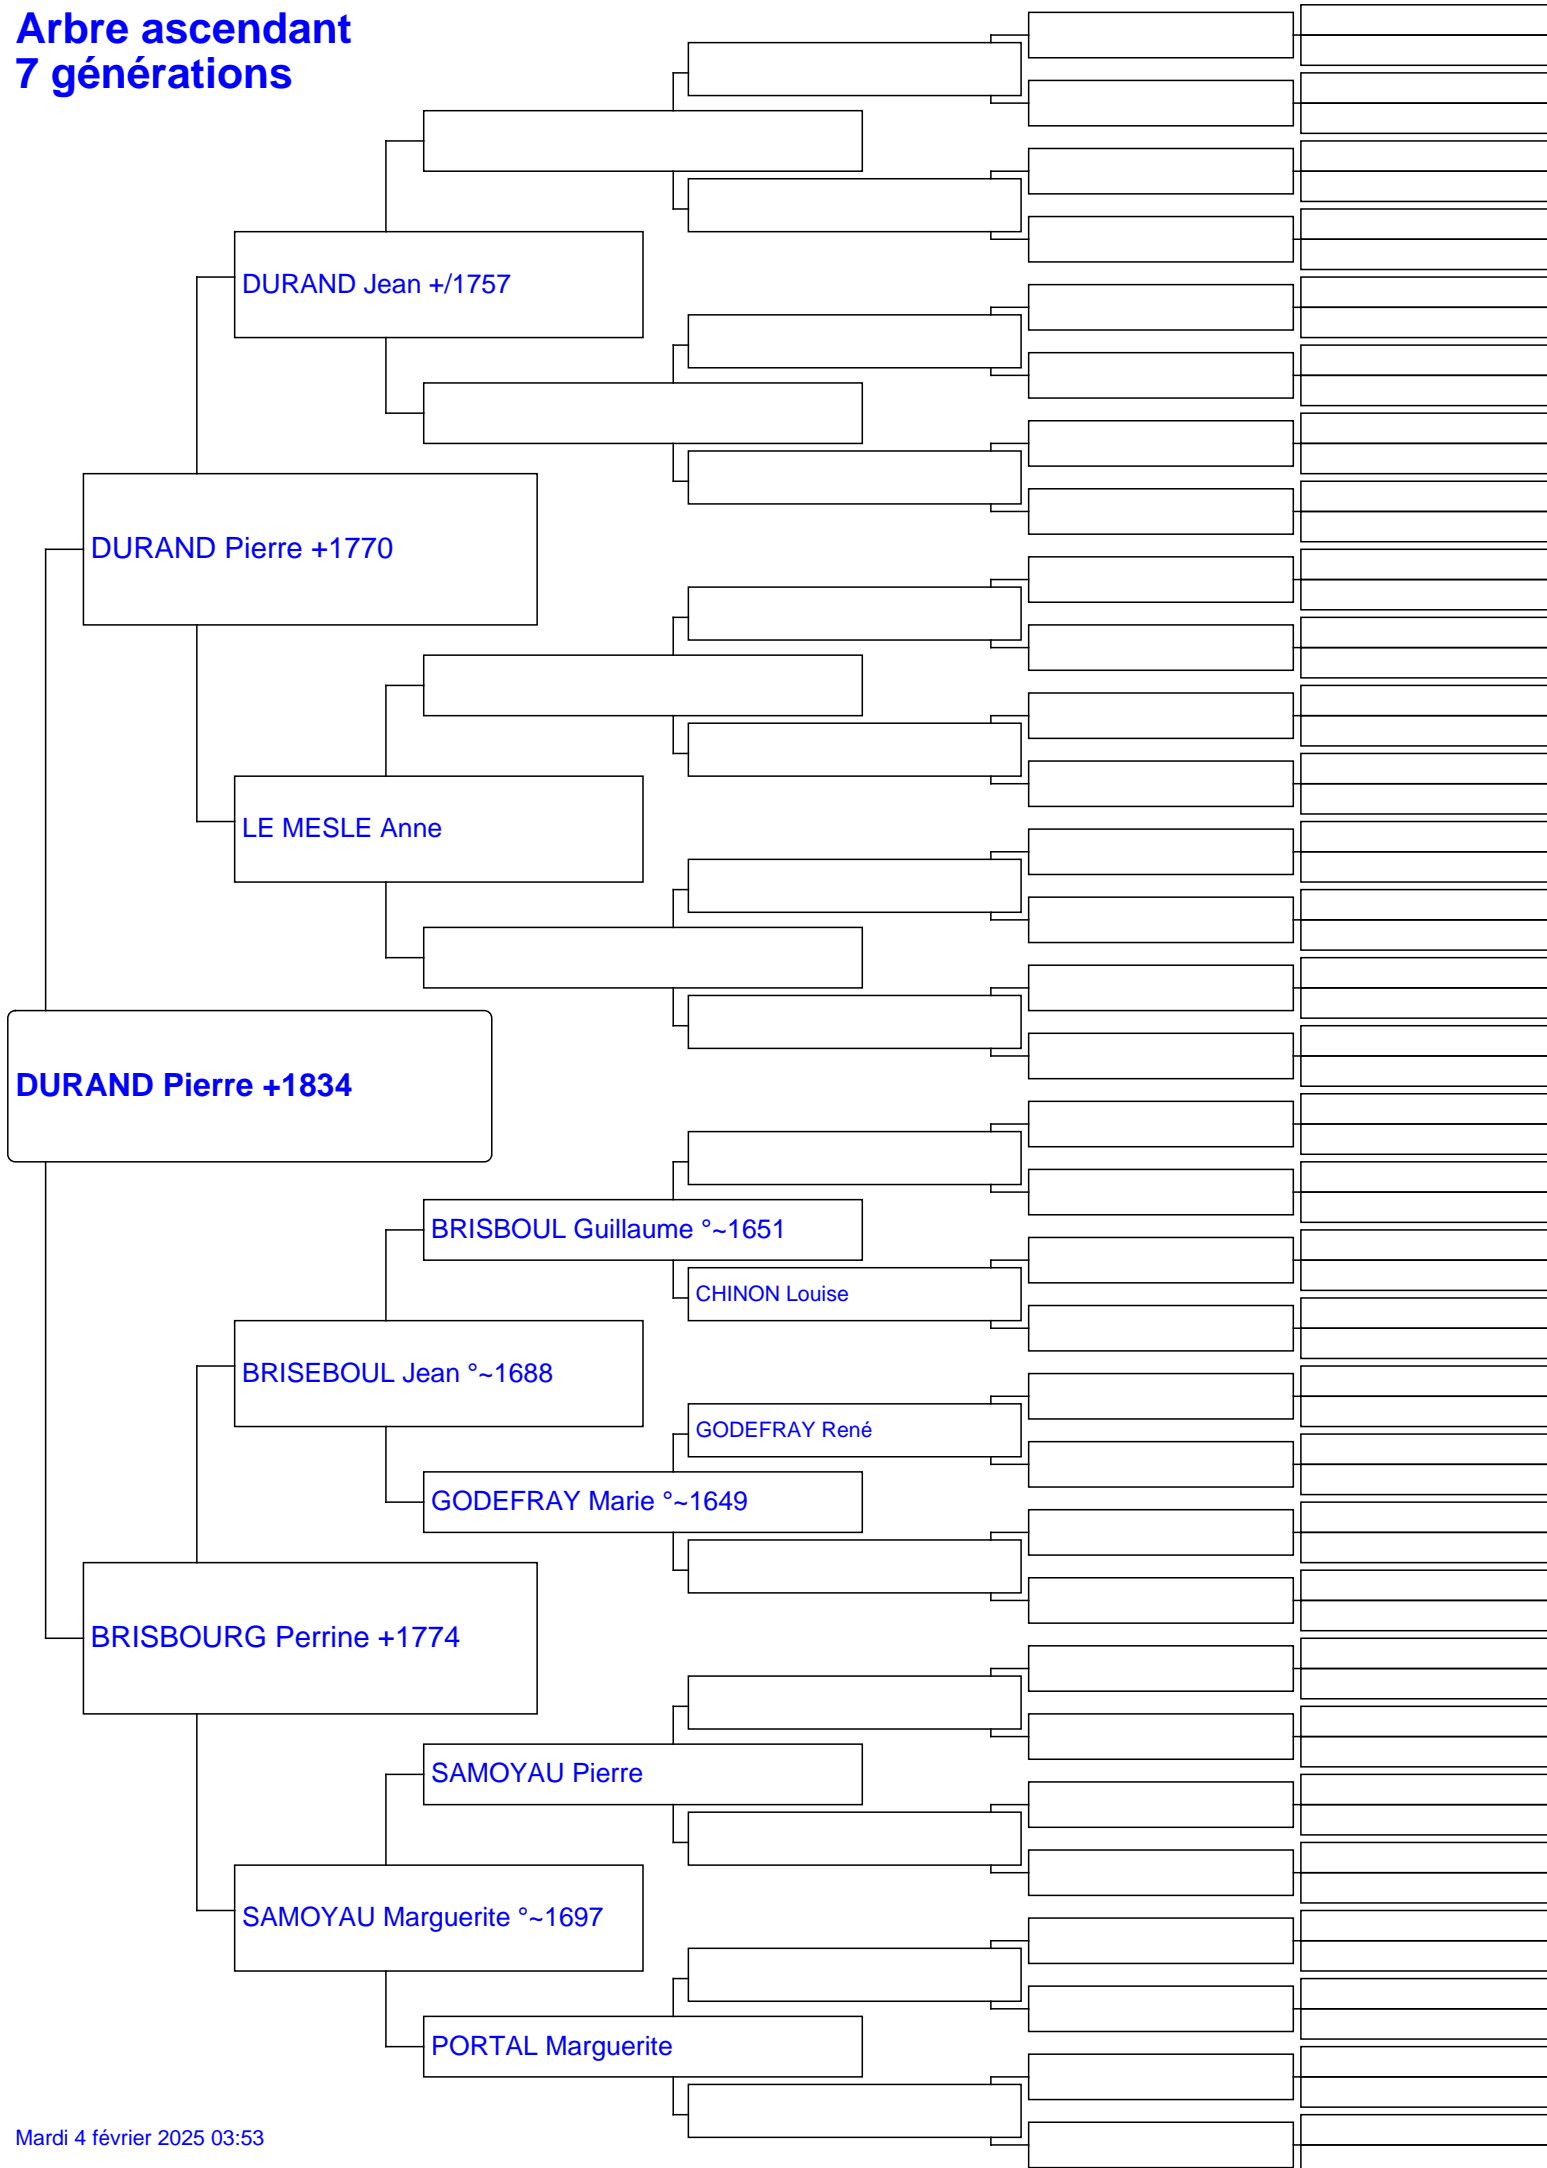 Arbre ascendant
7 générations
DURAND Jean +/1757
DURAND Pierre +1770
LE MESLE Anne
DURAND Pierre +1834
BRISBOUL Guillaume °~1651
CHINON Louise
BRISEBOUL Jean °~1688
GODEFRAY René
GODEFRAY Marie °~1649
BRISBOURG Perrine +1774
SAMOYAU Pierre
SAMOYAU Marguerite °~1697
PORTAL Marguerite
Mardi 4 février 2025 03:53